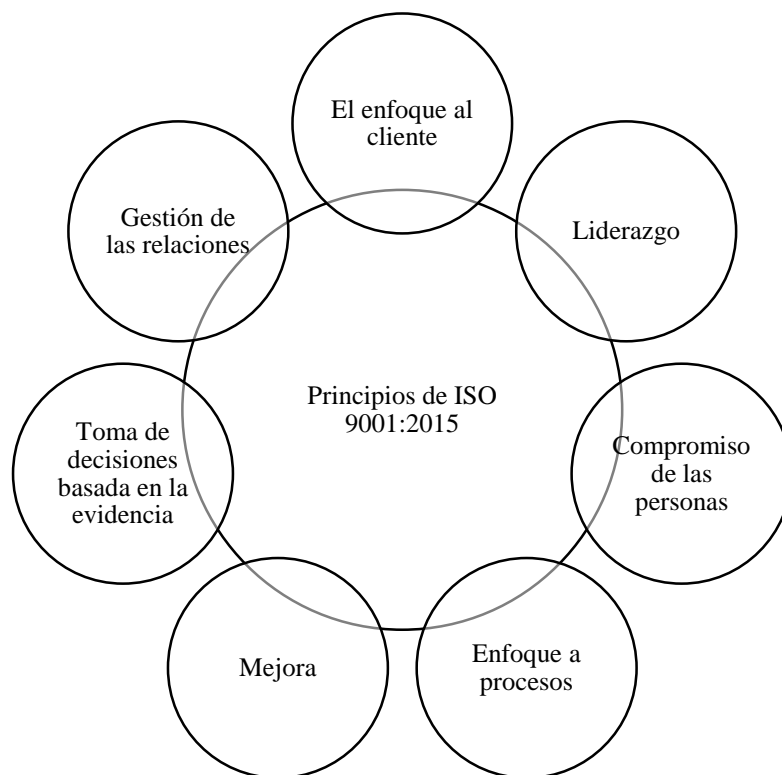 El enfoque al
cliente
Liderazgo
Compromiso
de las
personas
Enfoque a
procesos
Mejora
Toma de
decisiones
basada en la
evidencia
Gestión de
las relaciones
Principios de ISO
9001:2015